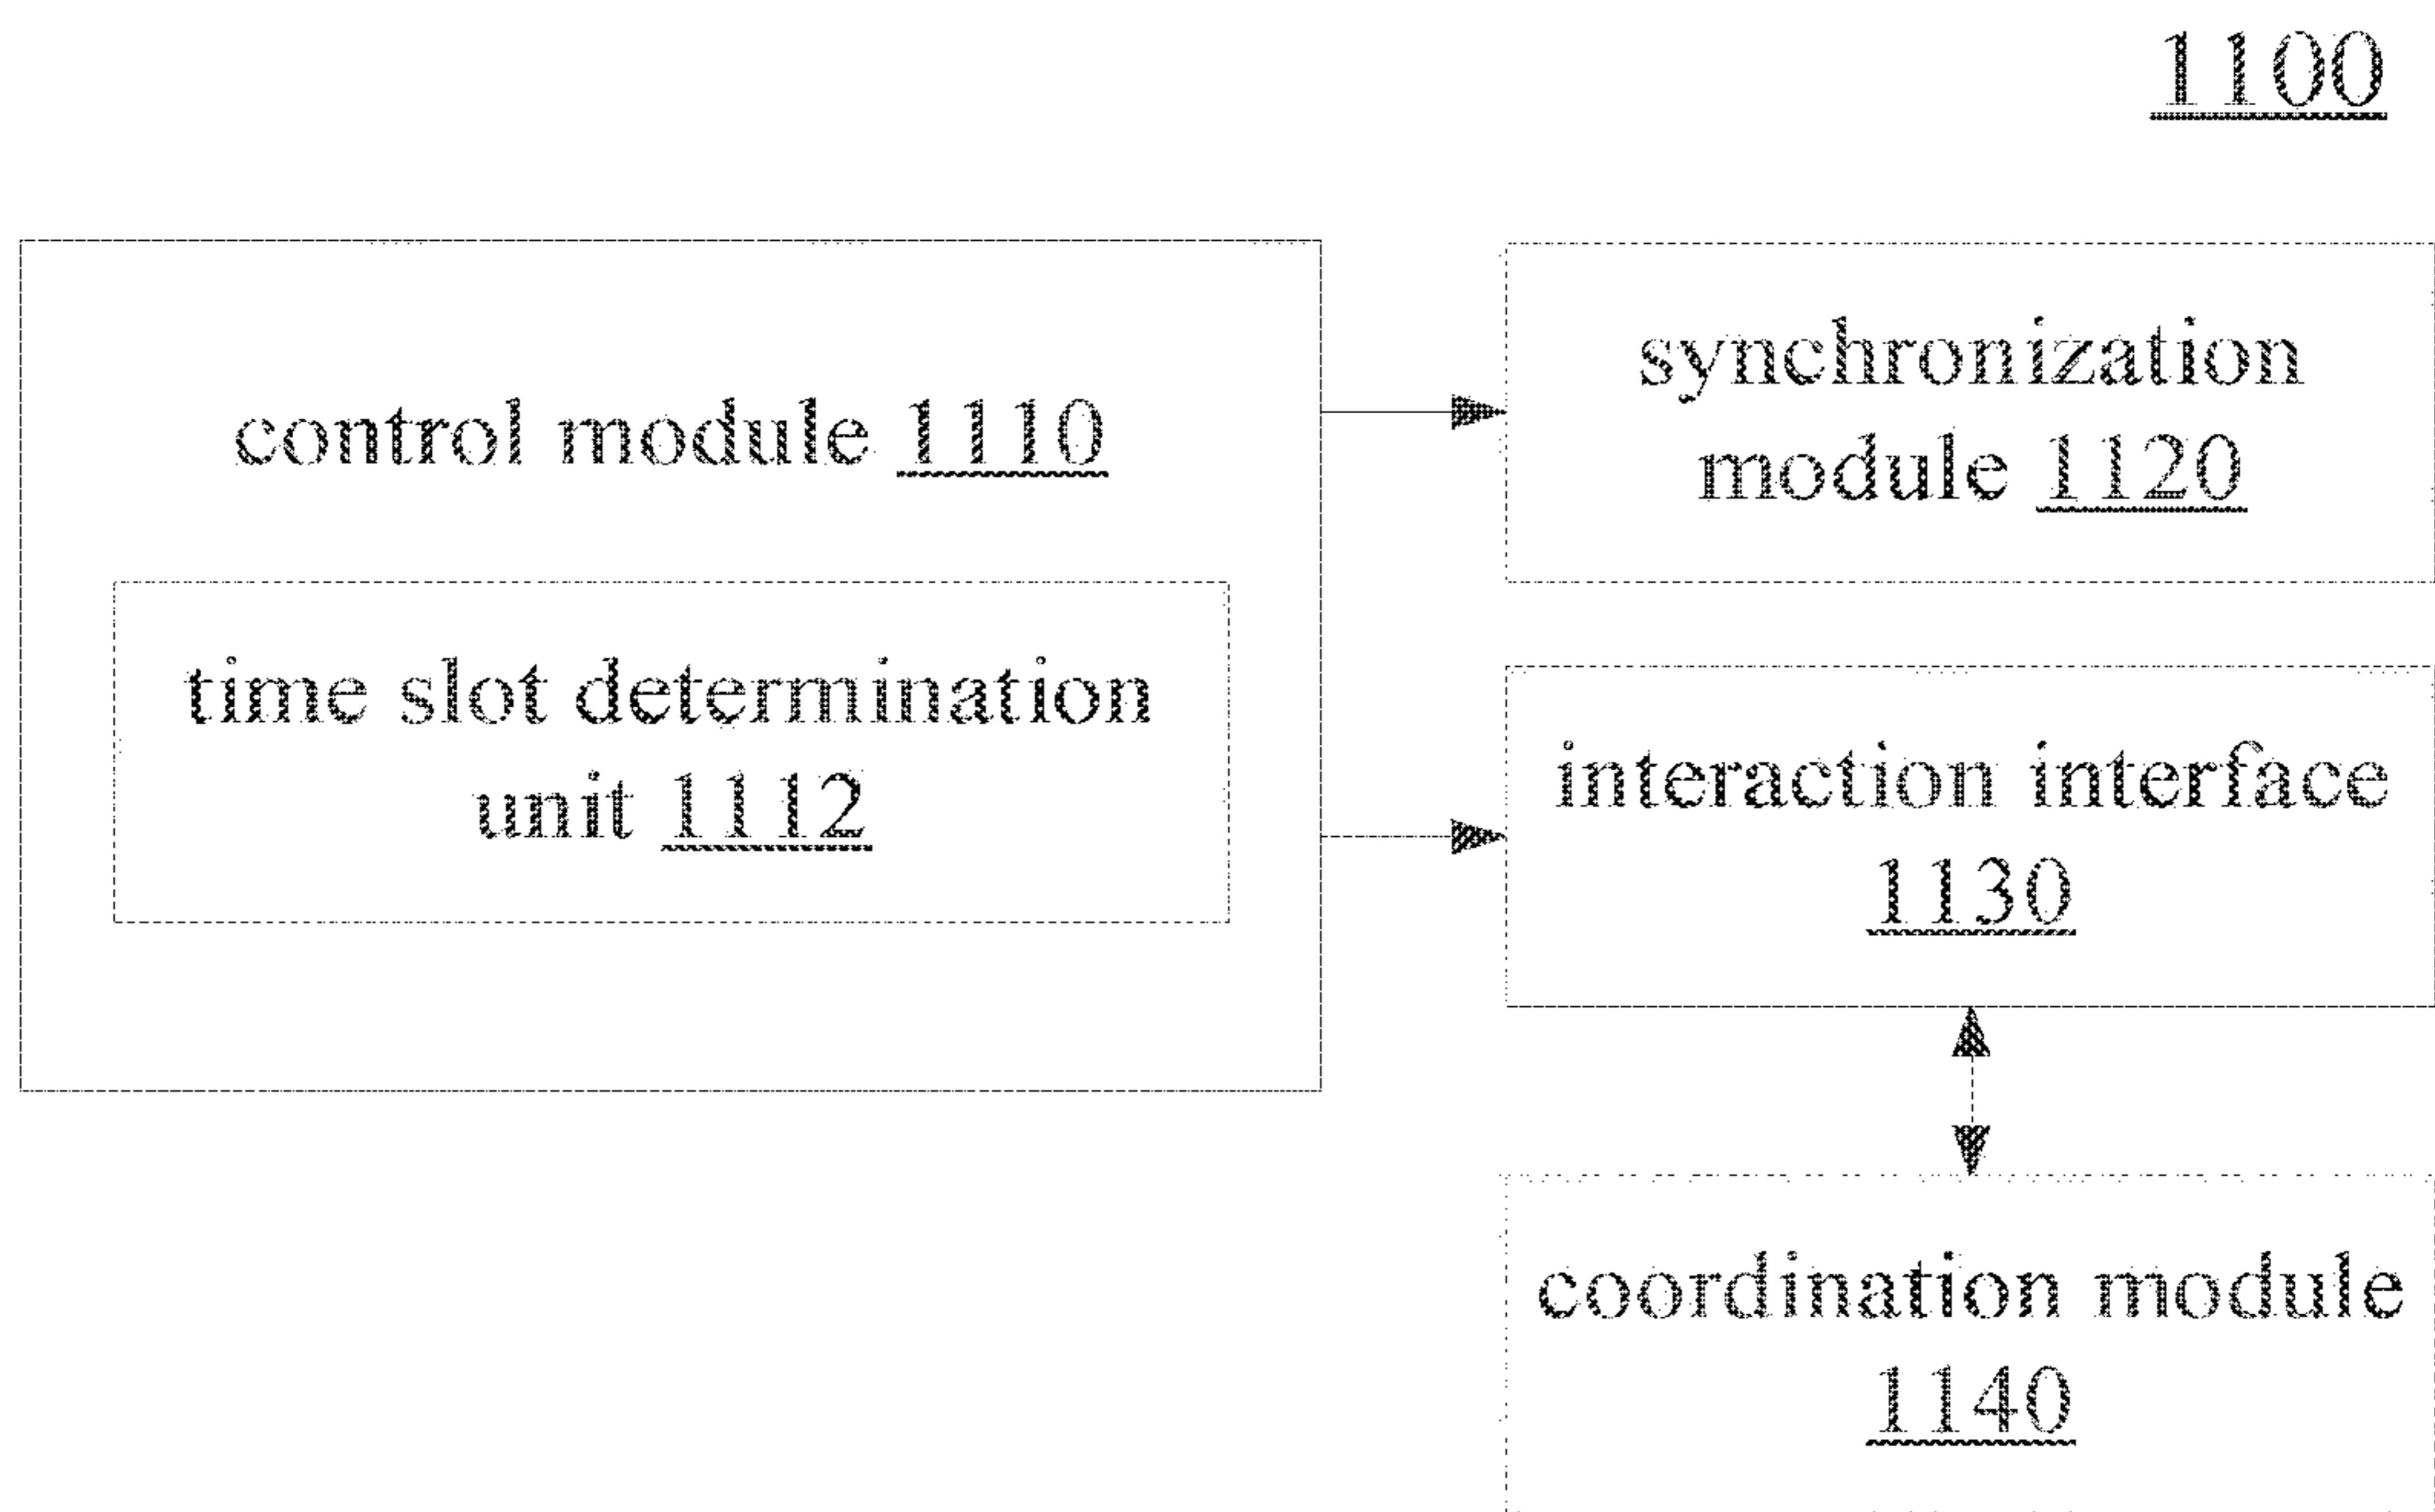 1100
control module 1110
time slot determination
unit 1112
synchronization
module 1120
interaction interface
1130
coordination module
1140